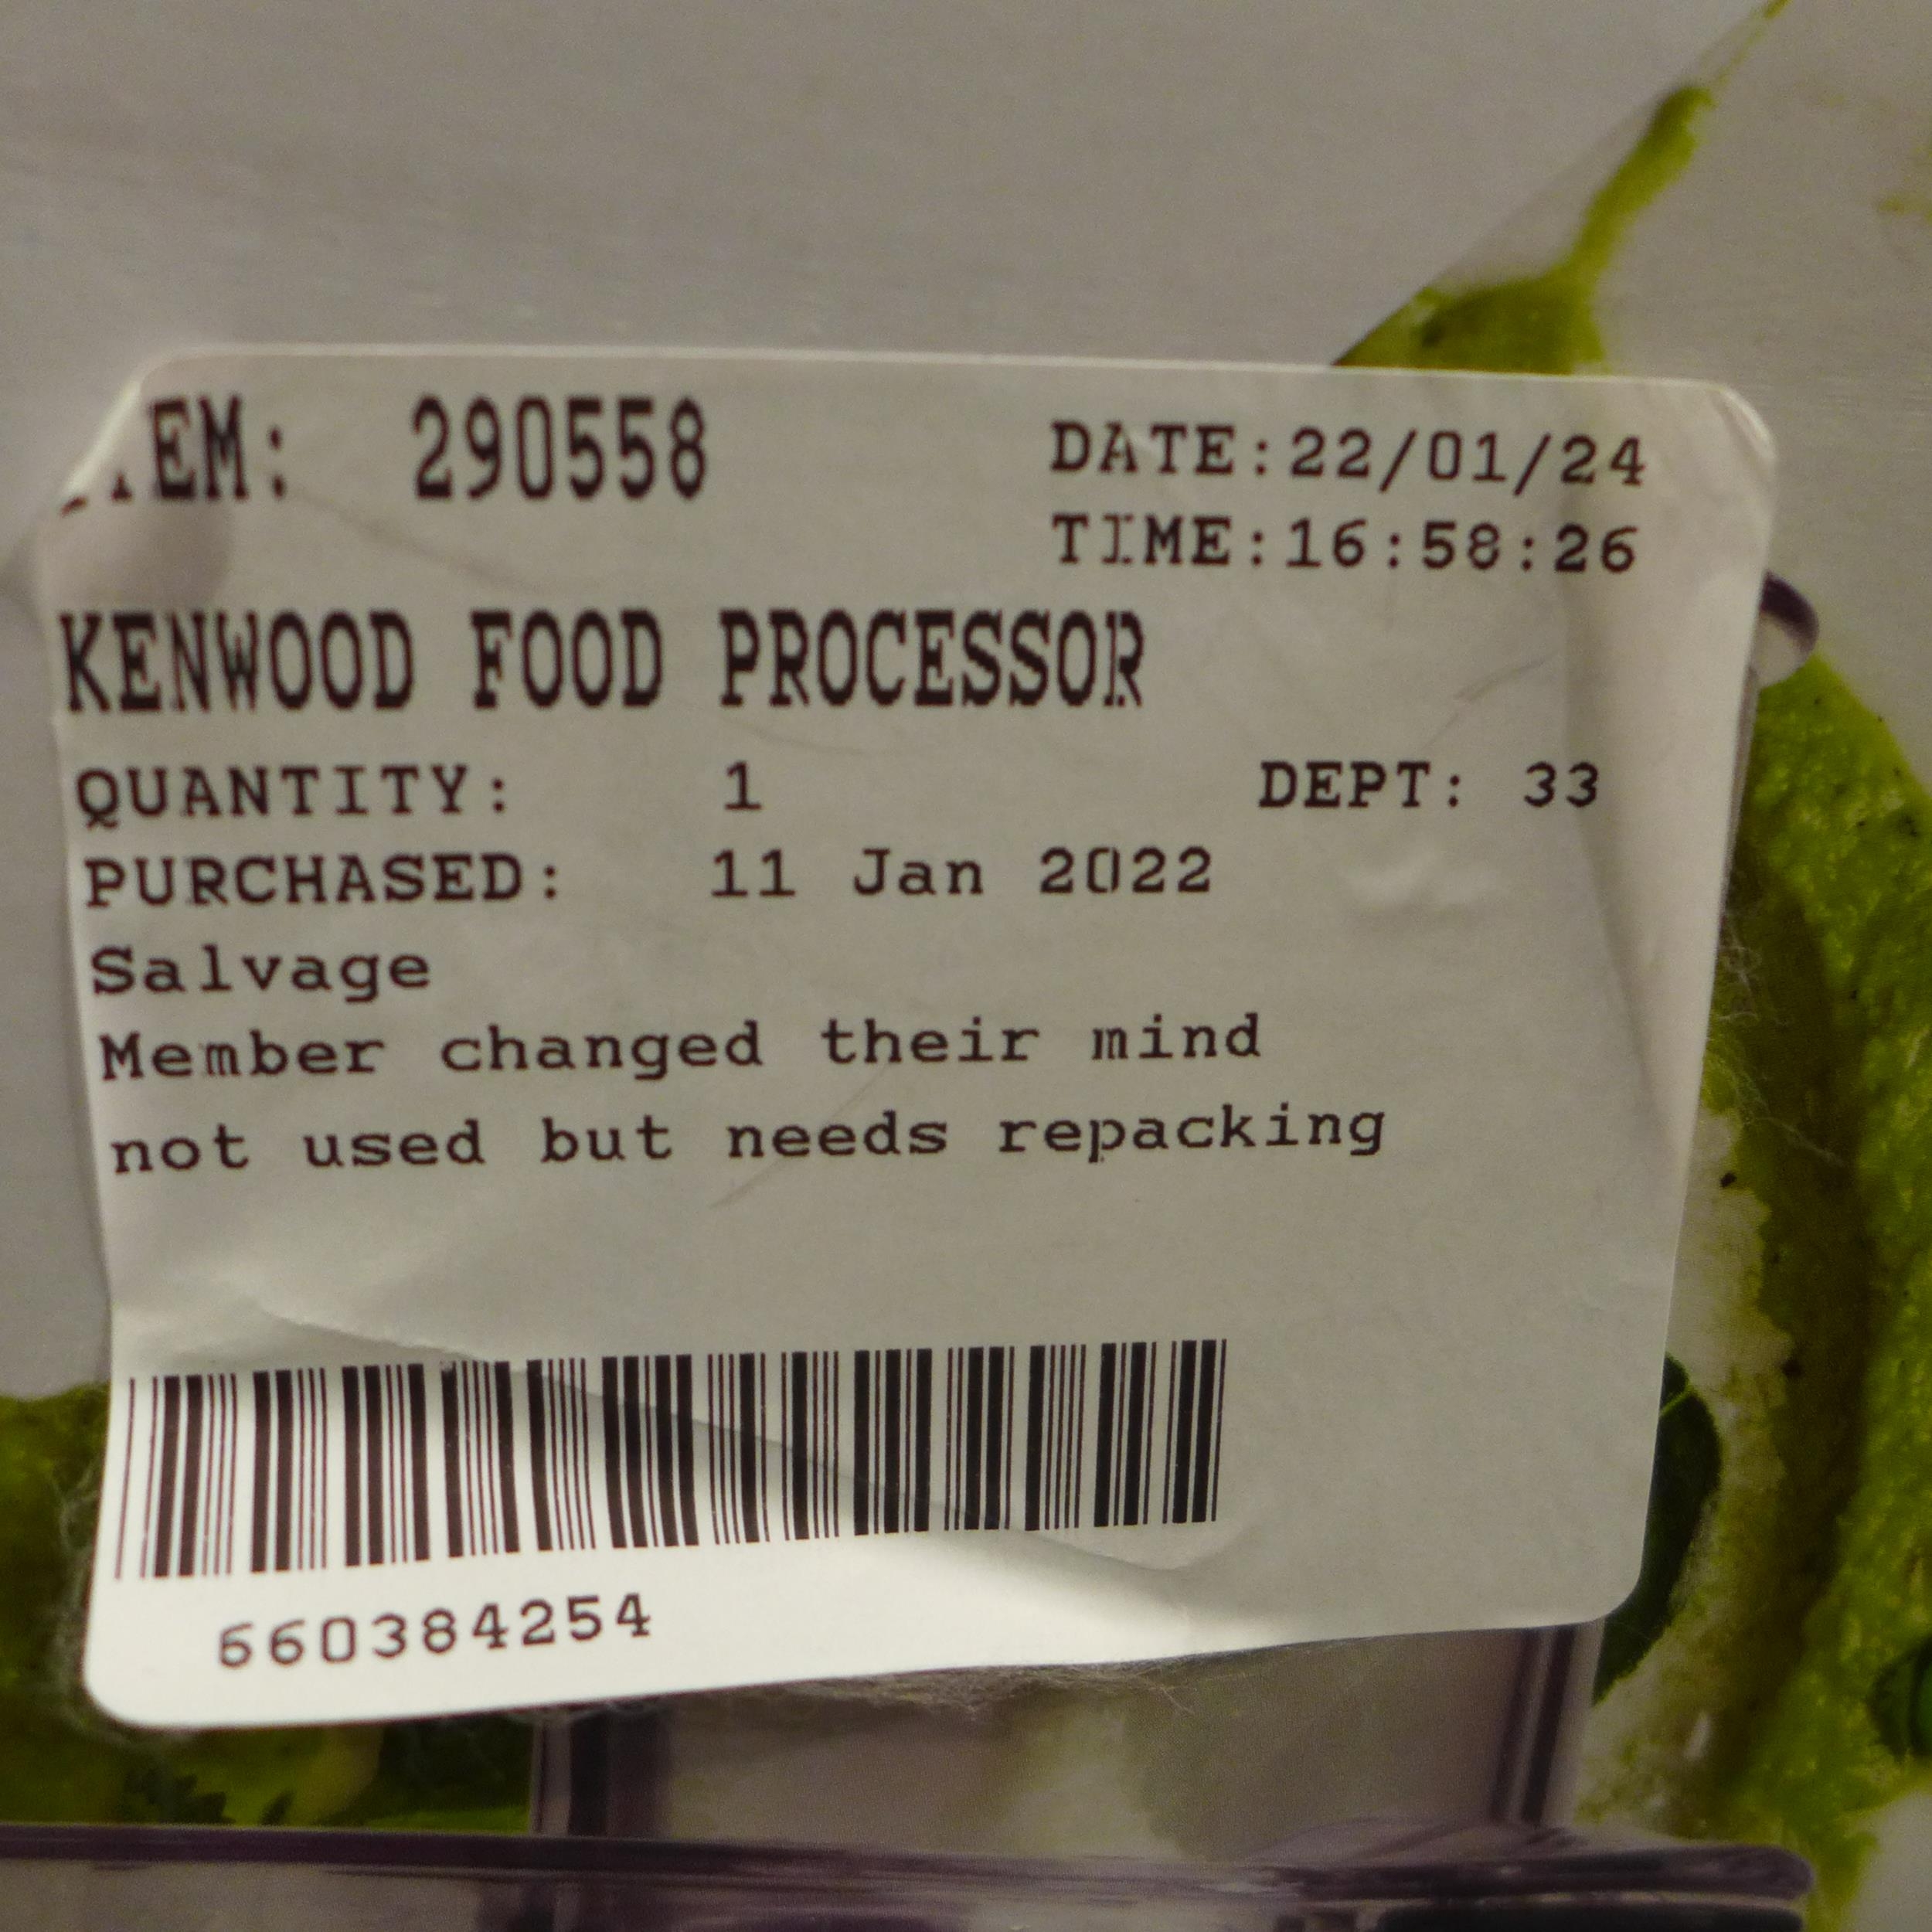 ITEM: 290558
DATE:22/01/24
TIME:16:58:26
KENWOOD FOOD PROCESSOR
QUANTITY: 1 DEPT: 33
PURCHASED: 11 Jan 2022
Salvage
Member changed their mind
not used but needs repacking
660384254